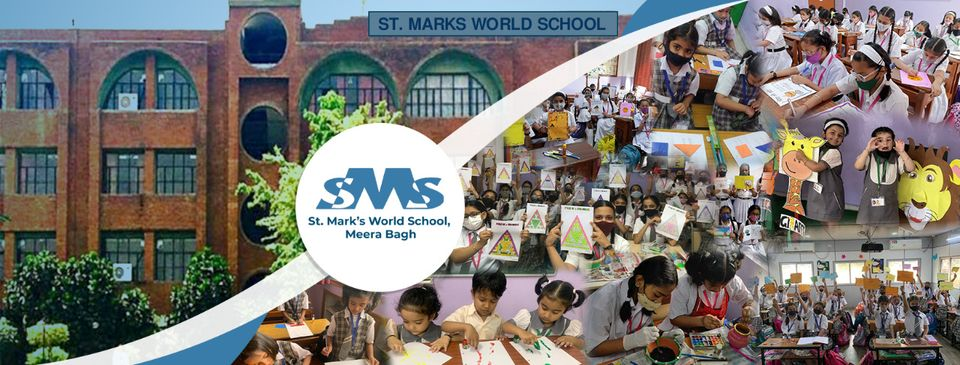 ST. MARKS WORLD SCHOOL
SMS
St. Mark's World School,
Meera Bagh